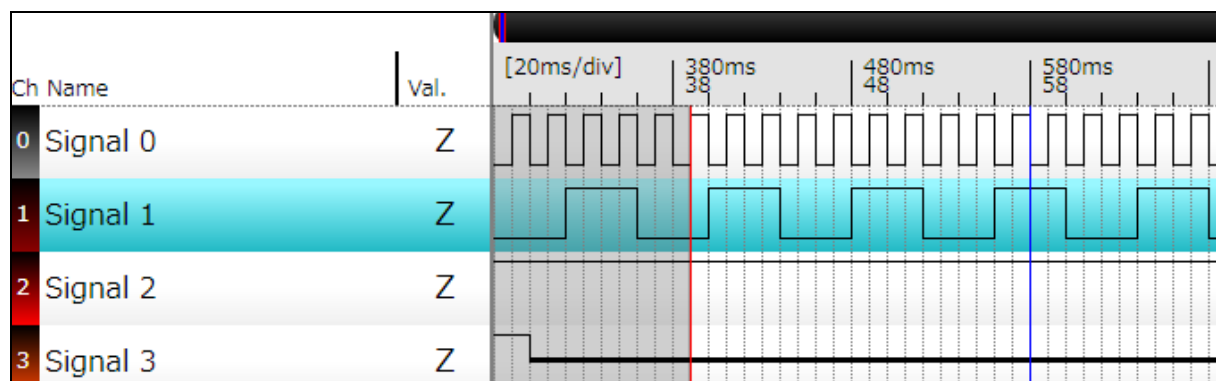 [20ms/div] 380ms 480ms 580ms
Ch Name Val. 38 48 58
0 Signal 0 Z
1 Signal 1 Z
2 Signal 2 Z
3 Signal 3 Z